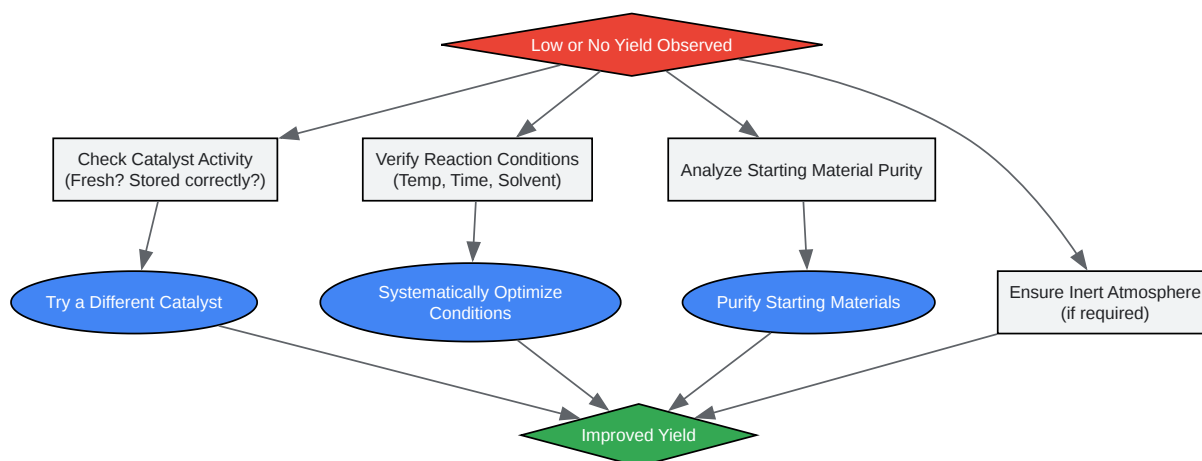 Low or No Yield Observed
Check Catalyst Activity
(Fresh? Stored correctly?)
Verify Reaction Conditions
(Temp, Time, Solvent)
Analyze Starting Material Purity
Try a Different Catalyst
Systematically Optimize
Conditions
Purify Starting Materials
Ensure Inert Atmosphere
(if required)
Improved Yield